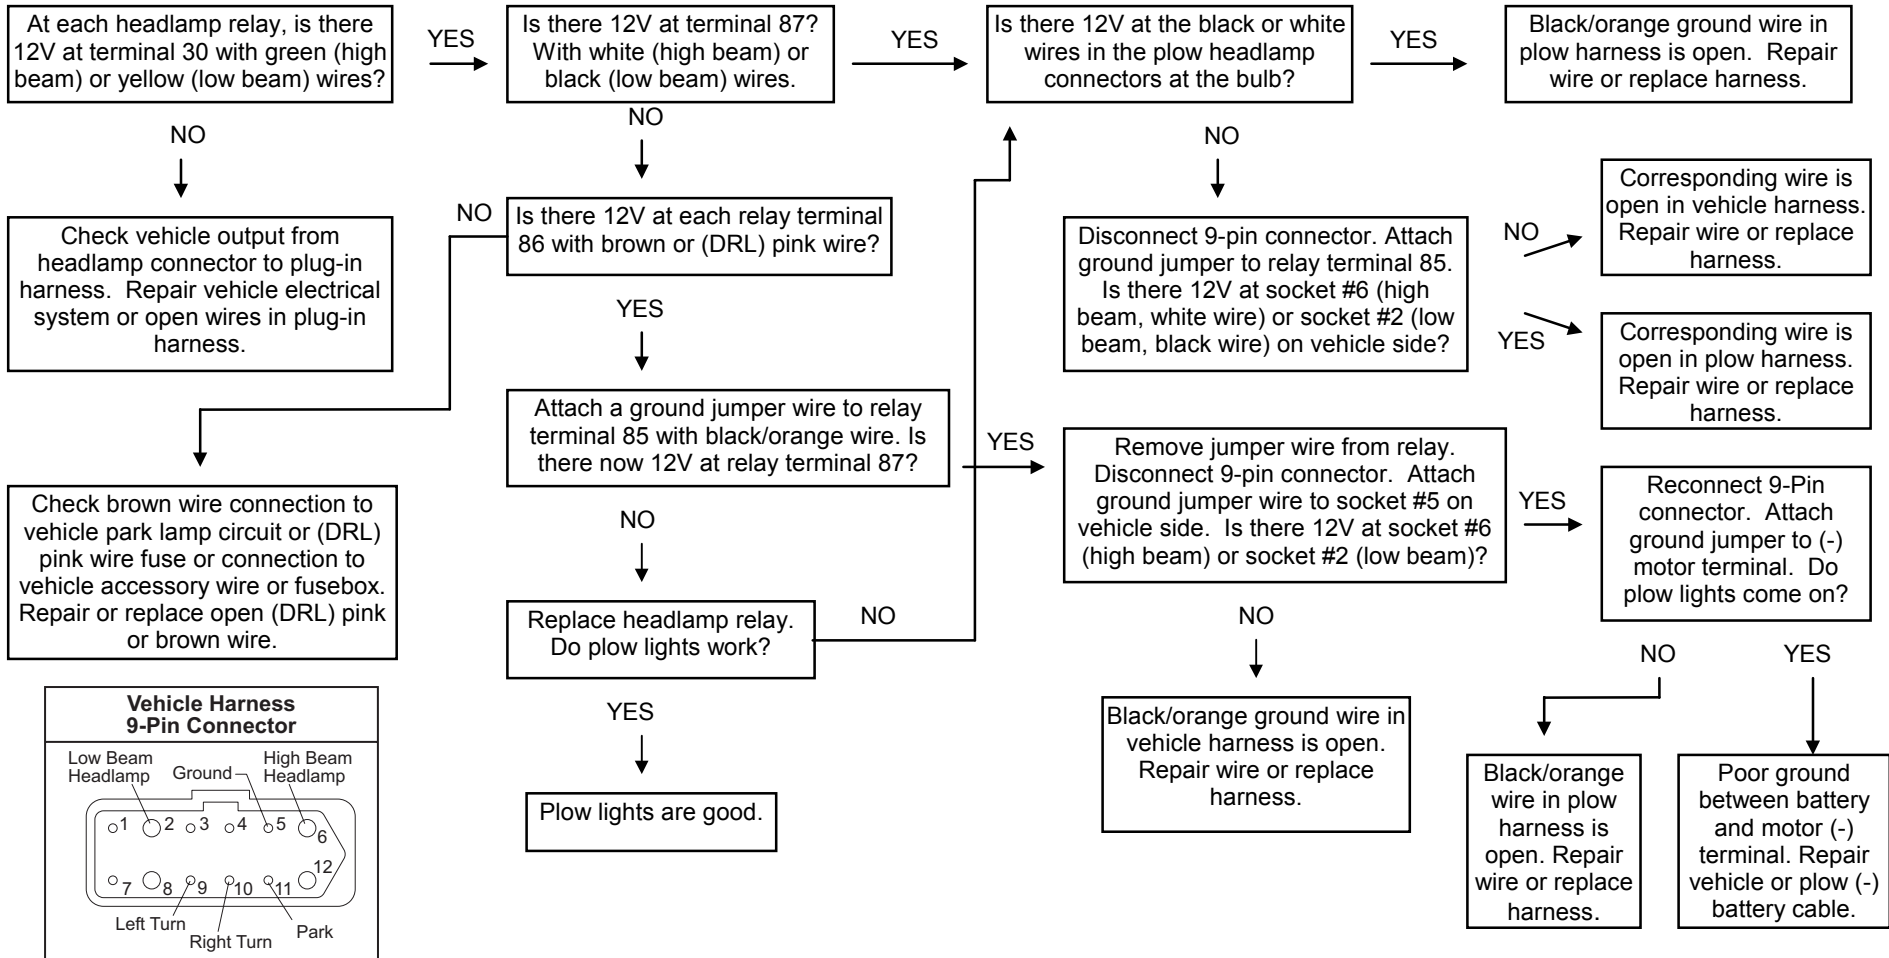 At each headlamp relay, is there
12V at terminal 30 with green (high
beam) or yellow (low beam) wires?
YES
Is there 12V at terminal 87?
With white (high beam) or
black (low beam) wires.
YES
Is there 12V at the black or white
wires in the plow headlamp
connectors at the bulb?
YES
Black/orange ground wire in
plow harness is open.  Repair
wire or replace harness.
NO
NO
NO
Check vehicle output from
headlamp connector to plug-in
harness.  Repair vehicle electrical
system or open wires in plug-in
harness.
NO
Is there 12V at each relay terminal
86 with brown or (DRL) pink wire?
YES
Disconnect 9-pin connector. Attach
ground jumper to relay terminal 85.
Is there 12V at socket #6 (high
beam, white wire) or socket #2 (low
beam, black wire) on vehicle side?
NO
Corresponding wire is
open in vehicle harness.
Repair wire or replace
harness.
YES
Corresponding wire is
open in plow harness.
Repair wire or replace
harness.
Attach a ground jumper wire to relay
terminal 85 with black/orange wire. Is
there now 12V at relay terminal 87?
YES
Remove jumper wire from relay.
Disconnect 9-pin connector.  Attach
ground jumper wire to socket #5 on
vehicle side.  Is there 12V at socket #6
(high beam) or socket #2 (low beam)?
YES
Reconnect 9-Pin
connector.  Attach
ground jumper to (-)
motor terminal.  Do
plow lights come on?
Check brown wire connection to
vehicle park lamp circuit or (DRL)
pink wire fuse or connection to
vehicle accessory wire or fusebox.
Repair or replace open (DRL) pink
or brown wire.
NO
Replace headlamp relay.
Do plow lights work?
NO
NO
NO
YES
YES
Plow lights are good.
Black/orange ground wire in
vehicle harness is open.
Repair wire or replace
harness.
Black/orange
wire in plow
harness is
open. Repair
wire or replace
harness.
Poor ground
between battery
and motor (-)
terminal. Repair
vehicle or plow (-)
battery cable.
Vehicle Harness
9-Pin Connector
Low Beam
Headlamp
Ground
High Beam
Headlamp
1 2 3 4 5 6
7 8 9 10 11 12
Left Turn
Right Turn
Park